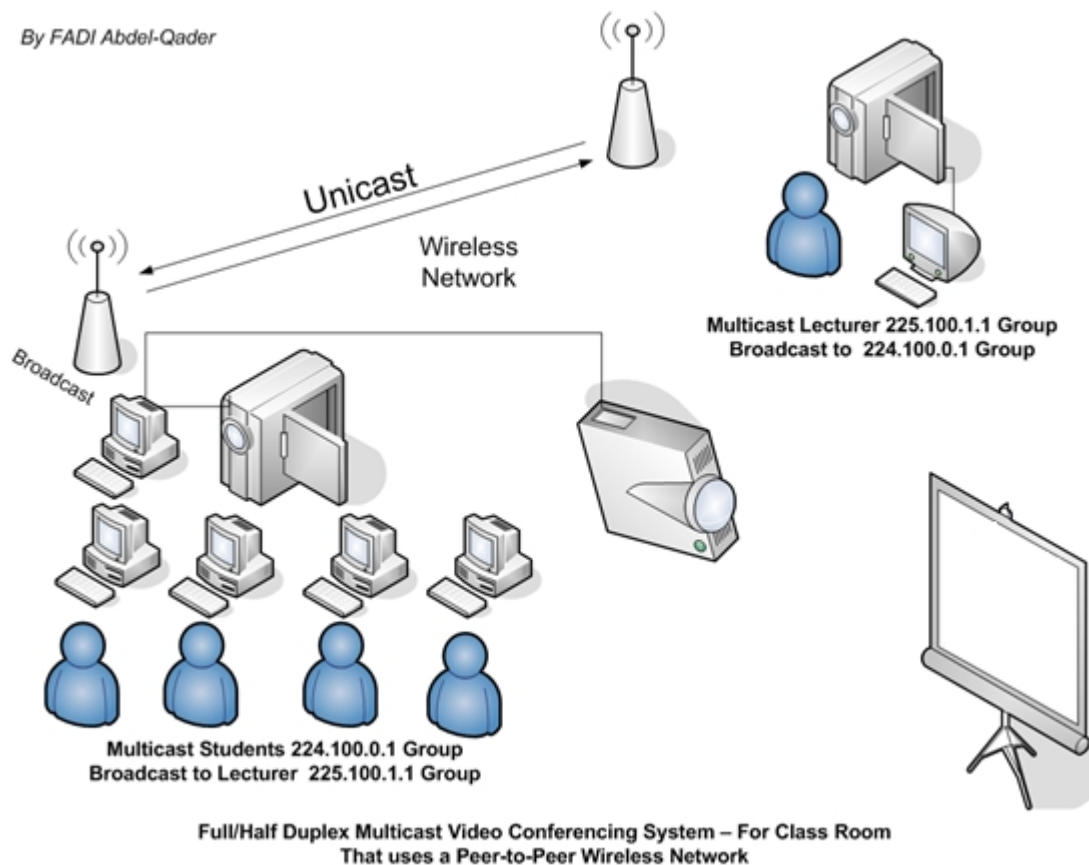 By FADI Abdel-Qader
Unicast
Wireless
Network
Multicast Lecturer 225.100.1.1 Group
Broadcast to 224.100.0.1 Group
Broadcast
Multicast Students 224.100.0.1 Group
Broadcast to Lecturer 225.100.1.1 Group
Full/Half Duplex Multicast Video Conferencing System – For Class Room
That uses a Peer-to-Peer Wireless Network